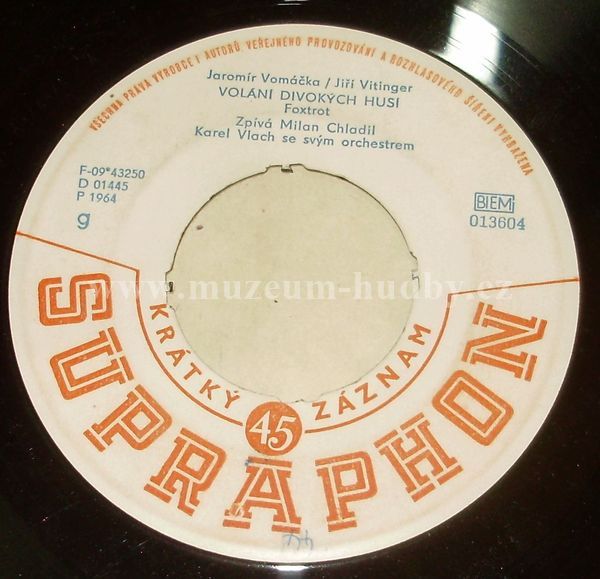 VŠECHNA PRÁVA VÝROBCE I AUTORŮ VEŘEJNÉHO PROVOZOVÁNÍ A ROZHLASOVÉHO ŠÍŘENÍ VYHRAŽENA
Jaromír Vomáčka / Jiří Vitinger
VOLÁNÍ DIVOKÝCH HUSÍ
Foxtrot
Zpívá Milan Chladil
Karel Vlach se svým orchestrem
F-09*43250
D 01445
P 1964
g
BIEM
013604
www.muzeum-hudby.cz
KRÁTKÝ 45 ZÁZNAM
SUPRAPHON